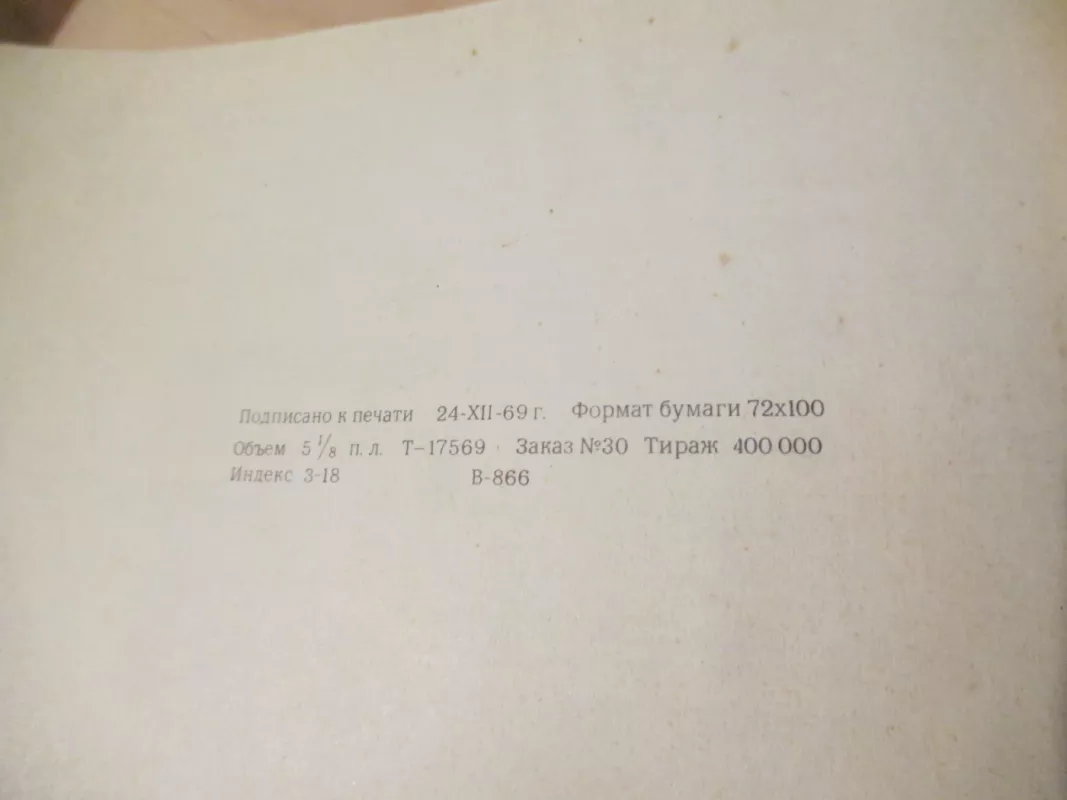 Подписано к печати 24-XII-69 г. Формат бумаги 72x100
Объем 5 1/8 п. л. Т-17569 Заказ №30 Тираж 400 000
Индекс 3-18 В-866